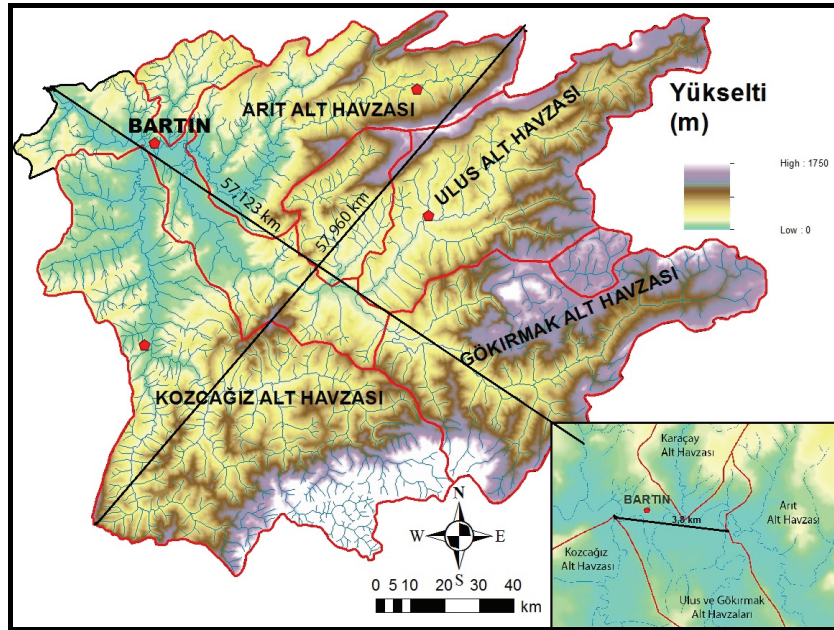 Yükselti
(m)
High : 1750
Low : 0
ARIT ALT HAVZASI
BARTIN
ULUS ALT HAVZASI
57,123 km
57,960 km
GÖKIRMAK ALT HAVZASI
KOZCAĞIZ ALT HAVZASI
N
W E
S
0 5 10 20 30 40
km
Karaçay
Alt Havzası
BARTIN
3,8 km
Arıt
Alt Havzası
Kozcağız
Alt Havzası
Ulus ve Gökırmak
Alt Havzaları